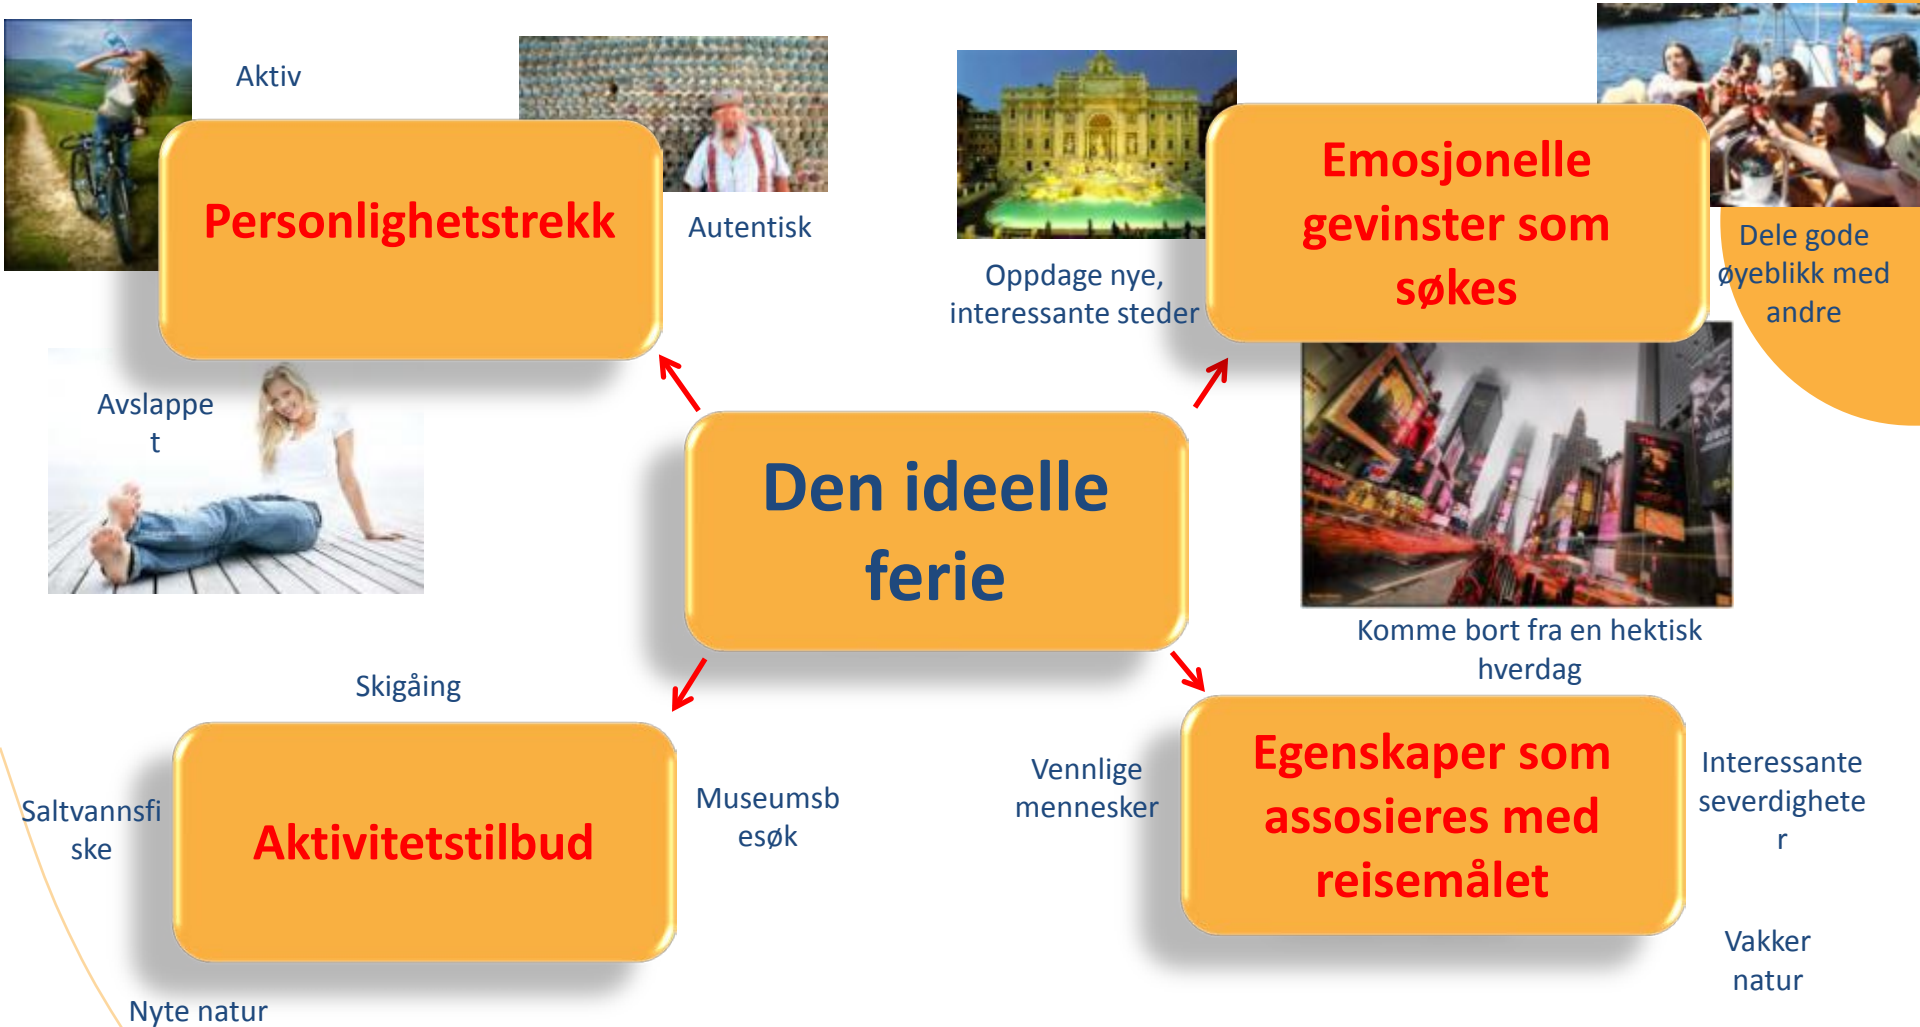 Aktiv
Personlighetstrekk
Autentisk
Avslappe
t
Oppdage nye,
interessante steder
Emosjonelle
gevinster som
søkes
Dele gode
øyeblikk med
andre
Komme bort fra en hektisk
hverdag
Den ideelle
ferie
Skigåing
Saltvannsfi
ske
Aktivitetstilbud
Museumsb
esøk
Nyte natur
Vennlige
mennesker
Egenskaper som
assosieres med
reisemålet
Interessante
severdighete
r
Vakker
natur